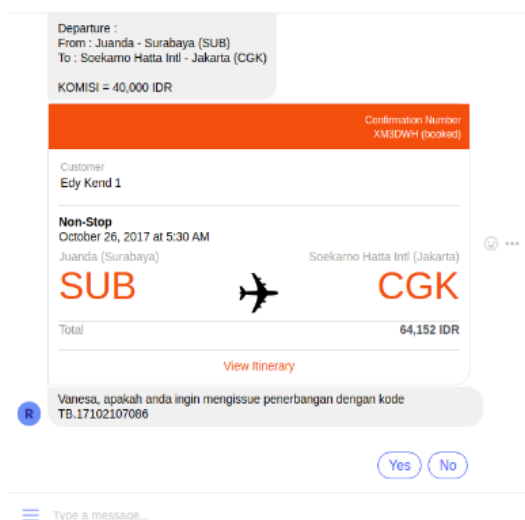 Departure :
From : Juanda - Surabaya (SUB)
To : Soekarno Hatta Intl - Jakarta (CGK)
KOMISI = 40,000 IDR
Confirmation Number
XM3DWH (booked)
Customer
Edy Kend 1
Non-Stop
October 26, 2017 at 5:30 AM
Juanda (Surabaya) Soekarno Hatta Intl (Jakarta)
SUB CGK
Total 64,152 IDR
View Itinerary
Vanesa, apakah anda ingin mengissue penerbangan dengan kode
TB.17102107086
R
Yes No
Type a message...